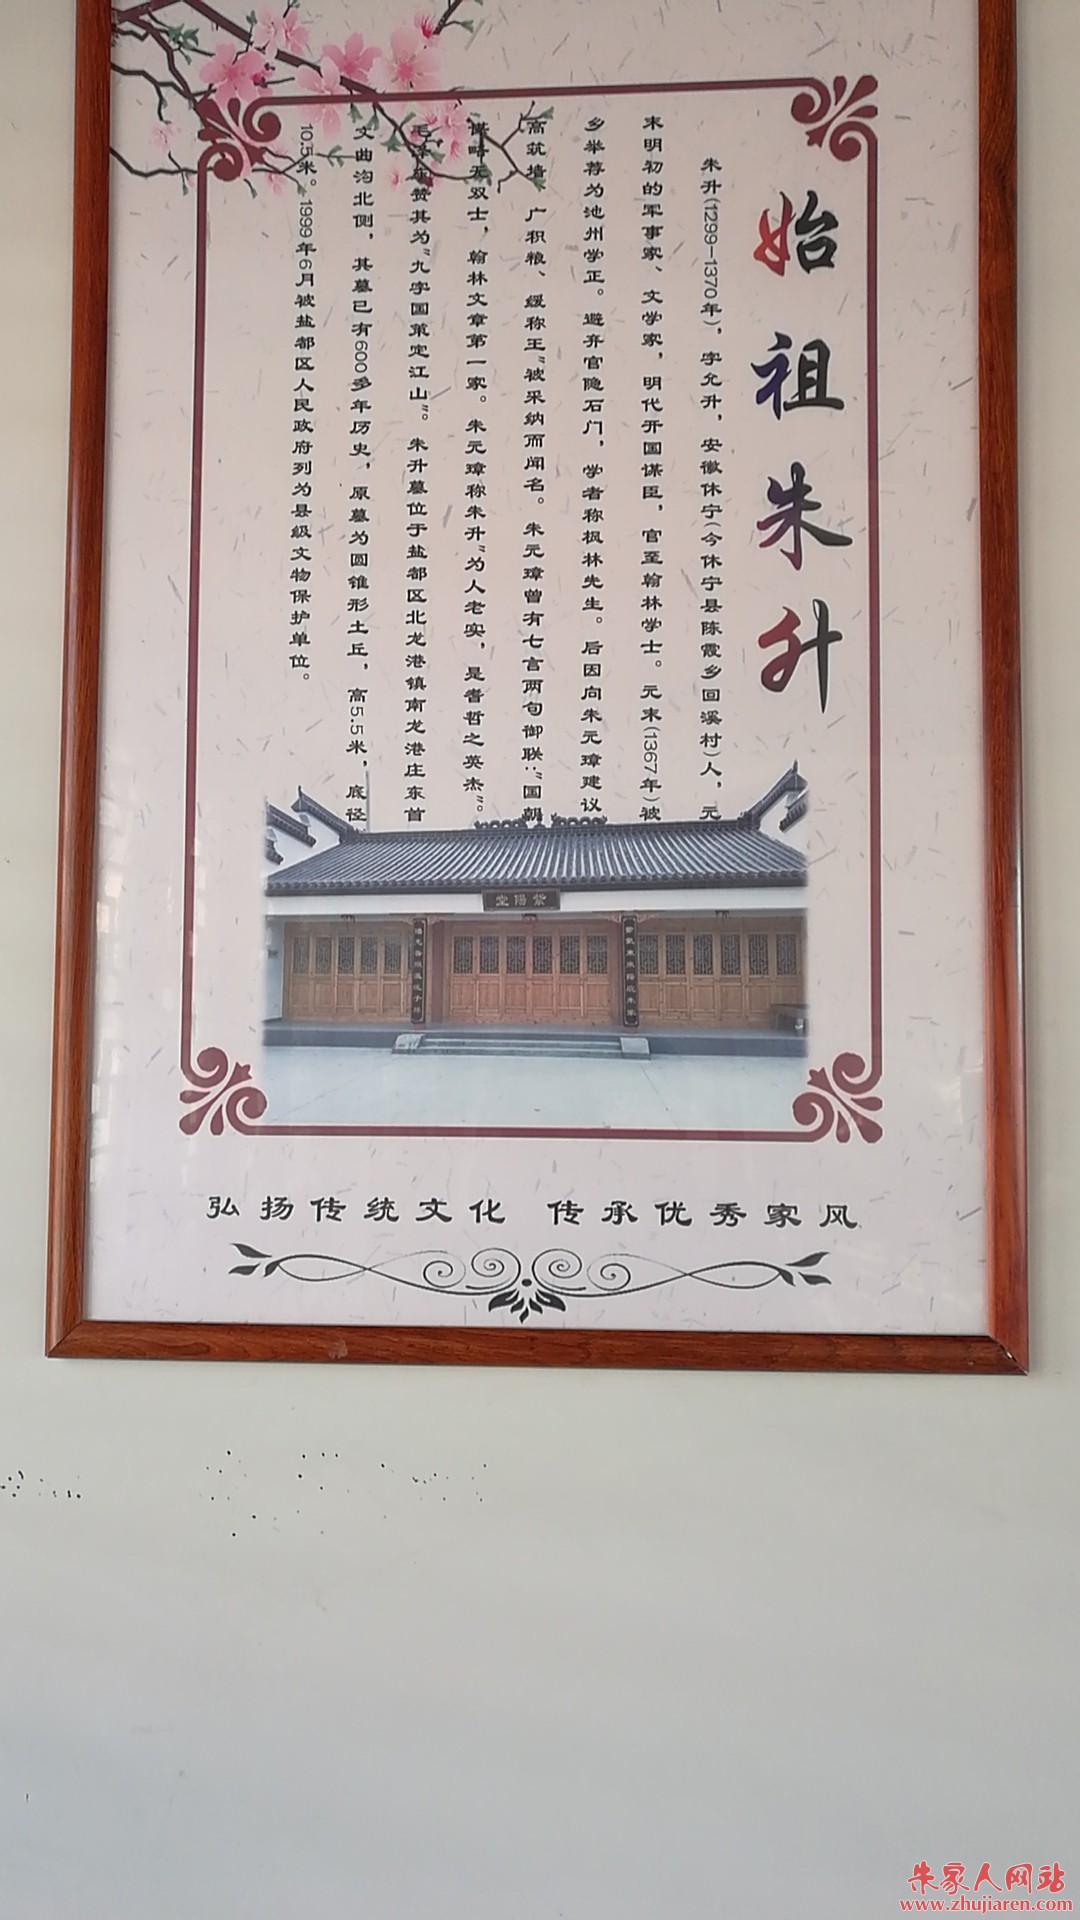 始祖朱升
朱升(1299—1370年)，字允升，安徽休宁(今休宁县陈霞乡回溪村)人，元
末明初的军事家、文学家，明代开国谋臣，官至翰林学士。元末(1367年)被
乡举荐为池州学正。避弃官隐石门，学者称枫林先生。后因向朱元璋建议
高筑墙、广积粮、缓称王"被采纳而闻名。朱元璋曾有七言两句御联："国朝
谋略无双士，翰林文章第一家。朱元璋称朱升"为人老实，是耆哲之英杰"。
毛泽东赞其为"九字国策定江山"。朱升墓位于盐都区北龙港镇南龙港庄东首
文曲沟北侧，其墓已有600多年历史，原墓为圆锥形土丘，高5.5米，底径
10.5米。1999年6月被盐都区人民政府列为县级文物保护单位。
紫陽堂
弘扬传统文化 传承优秀家风
朱家人网站
www.zhujiaren.com